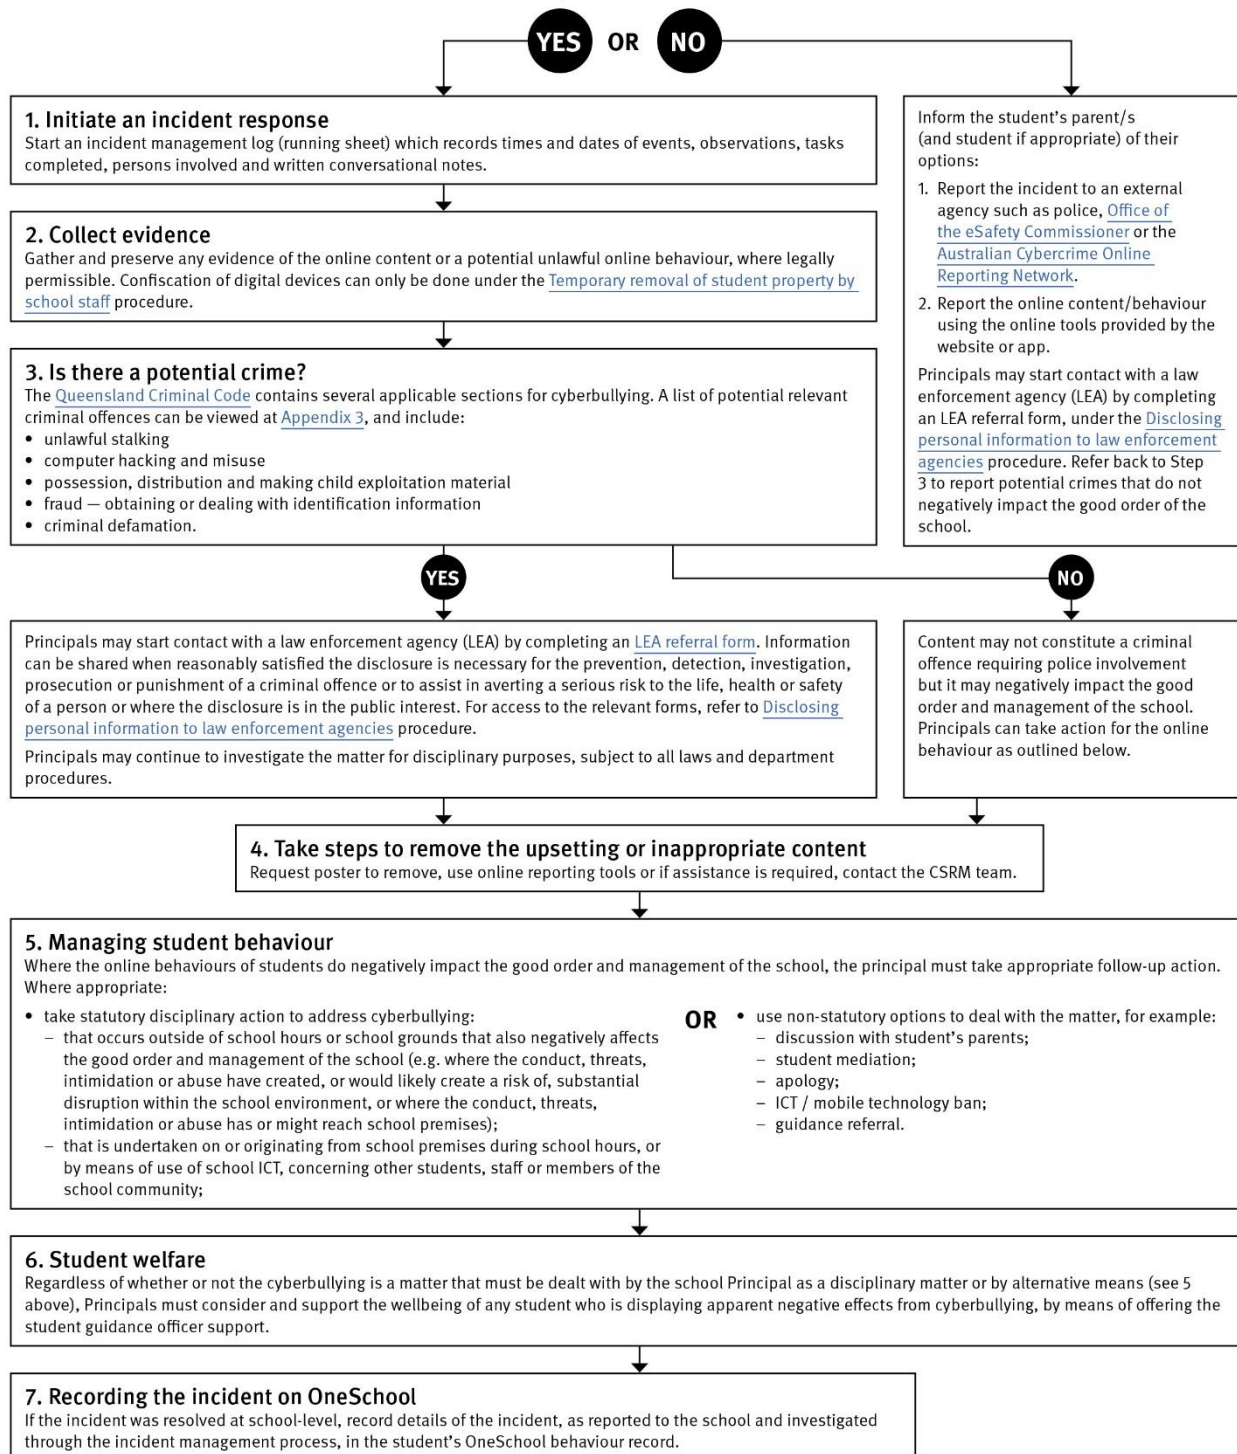 YES OR NO
1. Initiate an incident response
Start an incident management log (running sheet) which records times and dates of events, observations, tasks
completed, persons involved and written conversational notes.
2. Collect evidence
Gather and preserve any evidence of the online content or a potential unlawful online behaviour, where legally
permissible. Confiscation of digital devices can only be done under the Temporary removal of student property by
school staff procedure.
3. Is there a potential crime?
The Queensland Criminal Code contains several applicable sections for cyberbullying. A list of potential relevant
criminal offences can be viewed at Appendix 3, and include:
• unlawful stalking
• computer hacking and misuse
• possession, distribution and making child exploitation material
• fraud — obtaining or dealing with identification information
• criminal defamation.
Inform the student's parent/s
(and student if appropriate) of their
options:
1. Report the incident to an external
agency such as police, Office of
the eSafety Commissioner or the
Australian Cybercrime Online
Reporting Network.
2. Report the online content/behaviour
using the online tools provided by the
website or app.
Principals may start contact with a law
enforcement agency (LEA) by completing
an LEA referral form, under the Disclosing
personal information to law enforcement
agencies procedure. Refer back to Step
3 to report potential crimes that do not
negatively impact the good order of the
school.
YES
NO
Principals may start contact with a law enforcement agency (LEA) by completing an LEA referral form. Information
can be shared when reasonably satisfied the disclosure is necessary for the prevention, detection, investigation,
prosecution or punishment of a criminal offence or to assist in averting a serious risk to the life, health or safety
of a person or where the disclosure is in the public interest. For access to the relevant forms, refer to Disclosing
personal information to law enforcement agencies procedure.
Principals may continue to investigate the matter for disciplinary purposes, subject to all laws and department
procedures.
Content may not constitute a criminal
offence requiring police involvement
but it may negatively impact the good
order and management of the school.
Principals can take action for the online
behaviour as outlined below.
4. Take steps to remove the upsetting or inappropriate content
Request poster to remove, use online reporting tools or if assistance is required, contact the CSRM team.
5. Managing student behaviour
Where the online behaviours of students do negatively impact the good order and management of the school, the principal must take appropriate follow-up action.
Where appropriate:
• take statutory disciplinary action to address cyberbullying:
– that occurs outside of school hours or school grounds that also negatively affects
the good order and management of the school (e.g. where the conduct, threats,
intimidation or abuse have created, or would likely create a risk of, substantial
disruption within the school environment, or where the conduct, threats,
intimidation or abuse has or might reach school premises);
– that is undertaken on or originating from school premises during school hours, or
by means of use of school ICT, concerning other students, staff or members of the
school community;
OR
• use non-statutory options to deal with the matter, for example:
– discussion with student's parents;
– student mediation;
– apology;
– ICT / mobile technology ban;
– guidance referral.
6. Student welfare
Regardless of whether or not the cyberbullying is a matter that must be dealt with by the school Principal as a disciplinary matter or by alternative means (see 5
above), Principals must consider and support the wellbeing of any student who is displaying apparent negative effects from cyberbullying, by means of offering the
student guidance officer support.
7. Recording the incident on OneSchool
If the incident was resolved at school-level, record details of the incident, as reported to the school and investigated
through the incident management process, in the student's OneSchool behaviour record.